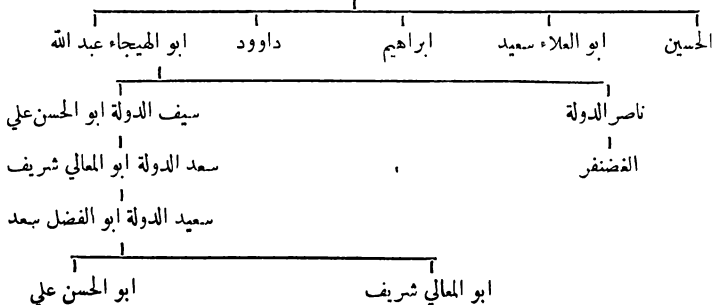 الحسين ابو العلاء سعيد ابراهيم داوود ابو الهيجاء عبد الله
ناصر الدولة سيف الدولة ابو الحسن علي
الغضنفر سعد الدولة ابو المعالي شريف
سعيد الدولة ابو الفضل سعد
ابو المعالي شريف ابو الحسن علي